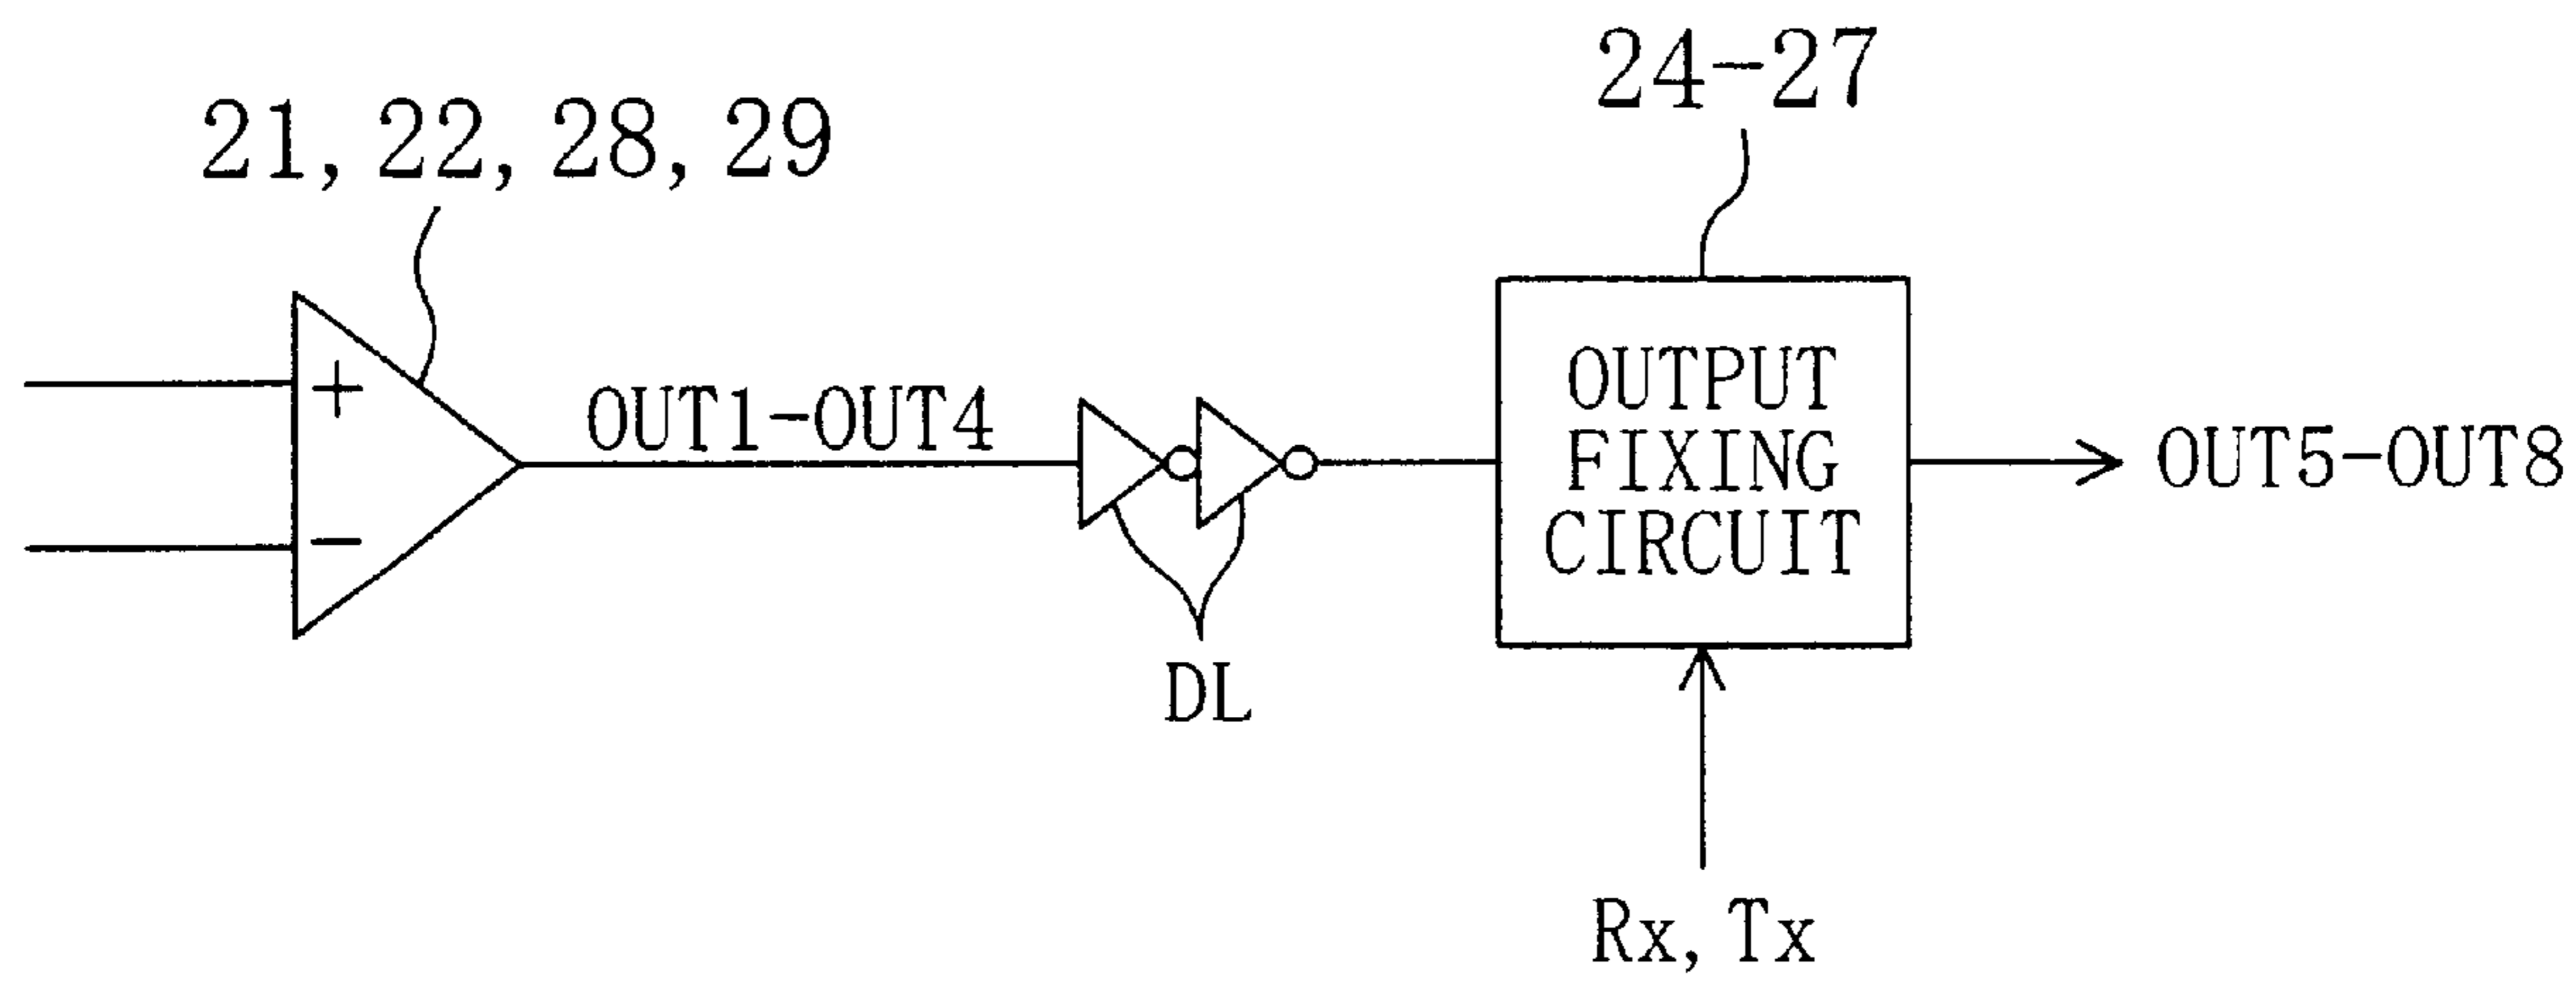 24-27
21, 22, 28, 29
+
OUT1-OUT4
OUTPUT
FIXING
CIRCUIT
OUT5-OUT8
−
DL
Rx, Tx